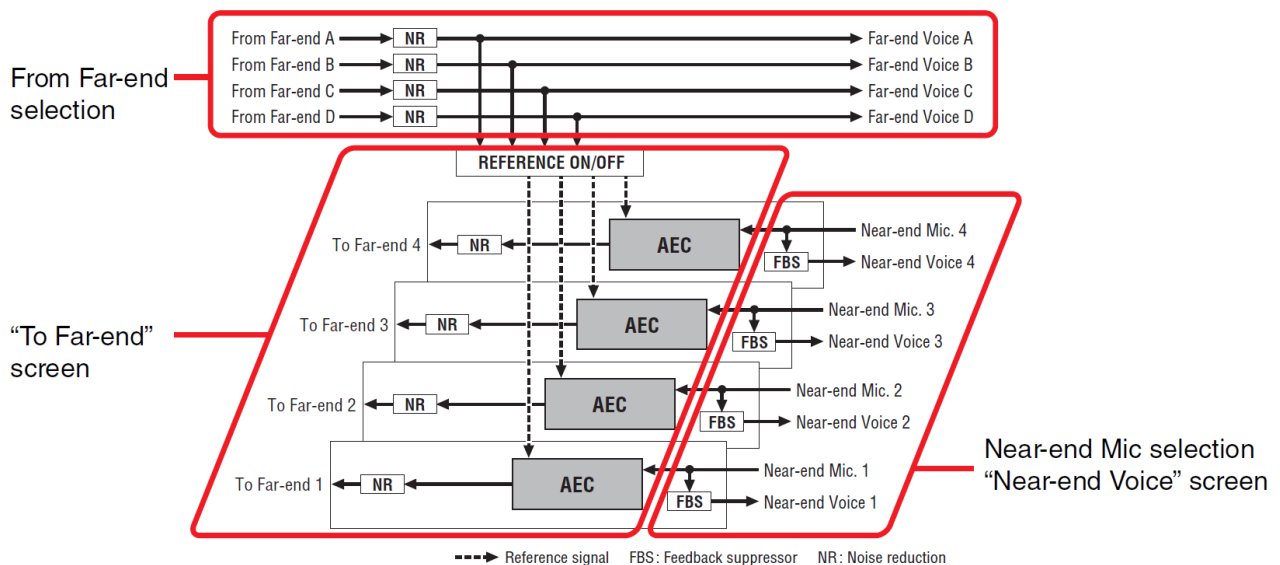 From Far-end
selection
From Far-end A
NR
Far-end Voice A
From Far-end B
NR
Far-end Voice B
From Far-end C
NR
Far-end Voice C
From Far-end D
NR
Far-end Voice D
REFERENCE ON/OFF
“To Far-end”
screen
To Far-end 4
NR
AEC
Near-end Mic. 4
FBS
Near-end Voice 4
To Far-end 3
NR
AEC
Near-end Mic. 3
FBS
Near-end Voice 3
To Far-end 2
NR
AEC
Near-end Mic. 2
FBS
Near-end Voice 2
To Far-end 1
NR
AEC
Near-end Mic. 1
FBS
Near-end Voice 1
Near-end Mic selection
“Near-end Voice” screen
Reference signal FBS: Feedback suppressor NR: Noise reduction